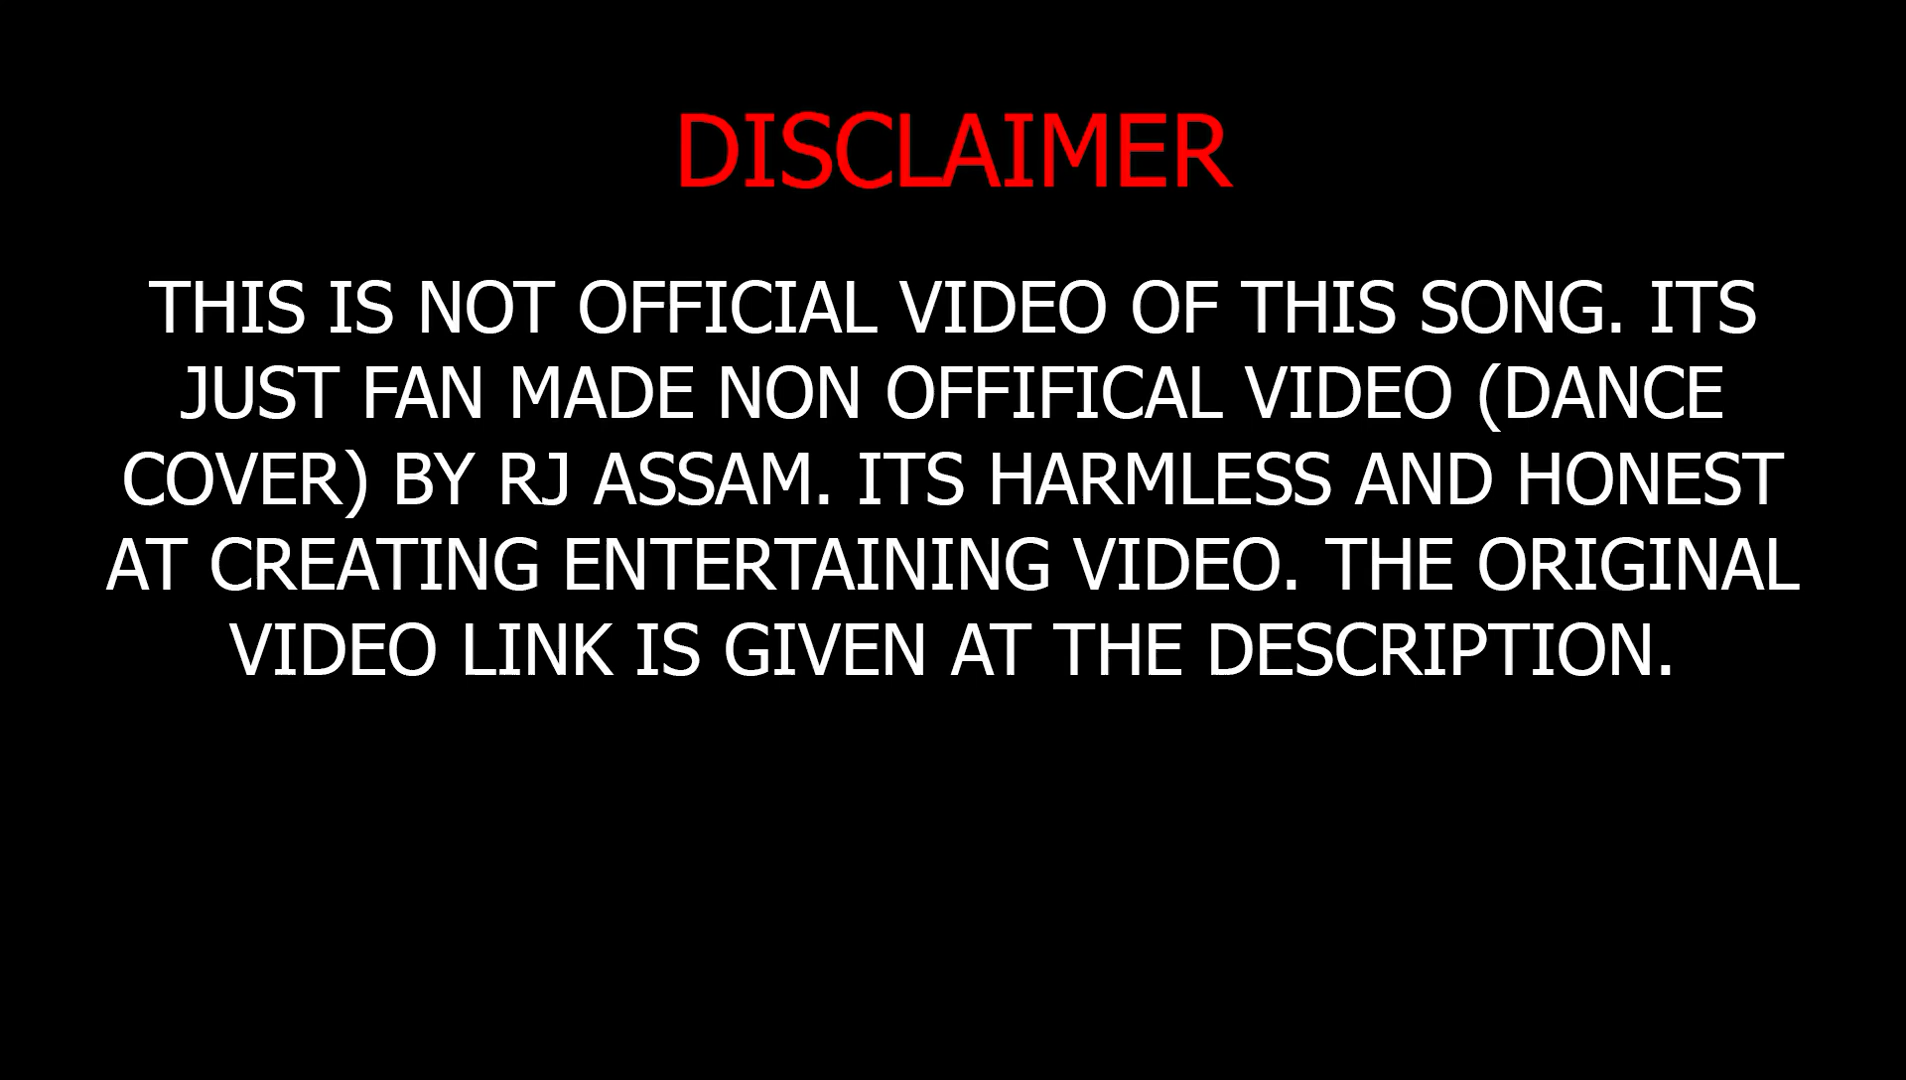 DISCLAIMER
THIS IS NOT OFFICIAL VIDEO OF THIS SONG. ITS
JUST FAN MADE NON OFFIFICAL VIDEO (DANCE
COVER) BY RJ ASSAM. ITS HARMLESS AND HONEST
AT CREATING ENTERTAINING VIDEO. THE ORIGINAL
VIDEO LINK IS GIVEN AT THE DESCRIPTION.